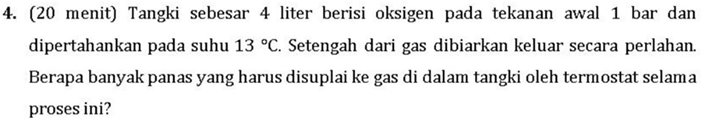 4. (20 menit) Tangki sebesar 4 liter berisi oksigen pada tekanan awal 1 bar dan
dipertahankan pada suhu 13 °C. Setengah dari gas dibiarkan keluar secara perlahan.
Berapa banyak panas yang harus disuplai ke gas di dalam tangki oleh termostat selama
proses ini?